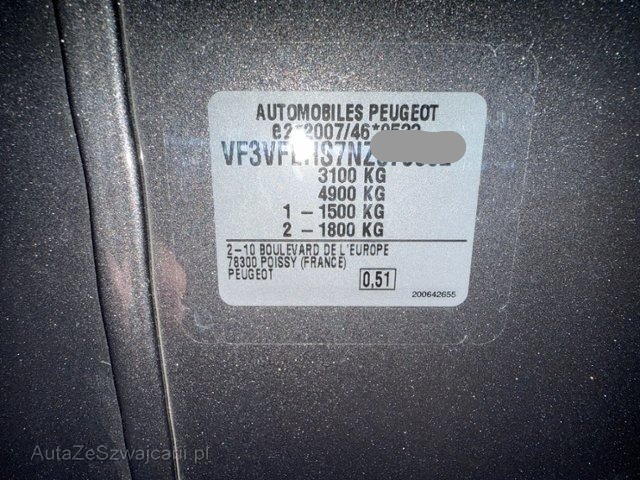 AUTOMOBILES PEUGEOT
3100 KG
4900 KG
1 - 1500 KG
2 - 1800 KG
2-10 BOULEVARD DE L'EUROPE
78300 POISSY (FRANCE)
PEUGEOT
0,51
200642655
AutaZeSzwajcarii.pl